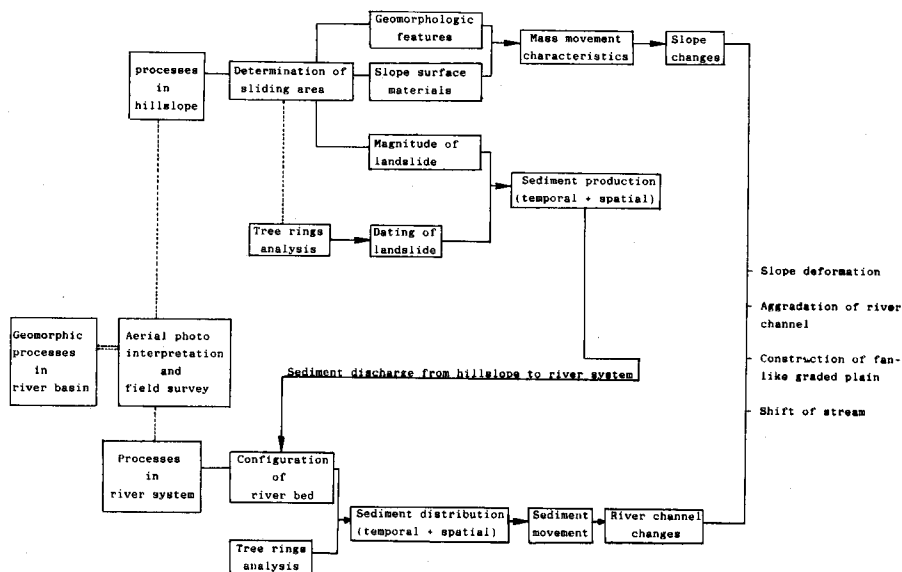 Geomorphologic
features
Mass movement
characteristics
Slope
changes
processes
in
hillslope
Determination of
sliding area
Slope surface
materials
Magnitude of
landslide
Sediment production
(temporal + spatial)
Tree rings
analysis
Dating of
landslide
Slope deformation
Aggradation of river
channel
Construction of fan-
like graded plain
Shift of stream
Geomorphic
processes
in
river basin
Aerial photo
interpretation
and
field survey
Sediment discharge from hillslope to river system
Processes
in
river system
Configuration
of
river bed
Sediment distribution
(temporal + spatial)
Sediment
movement
River channel
changes
Tree rings
analysis